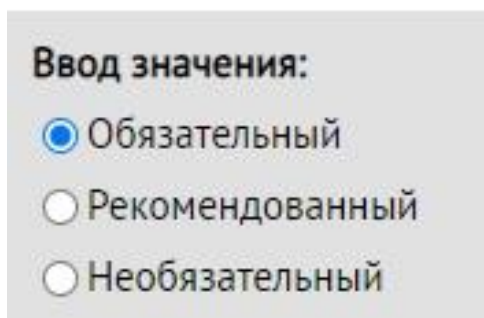 Ввод значения:
Обязательный
Рекомендованный
Необязательный